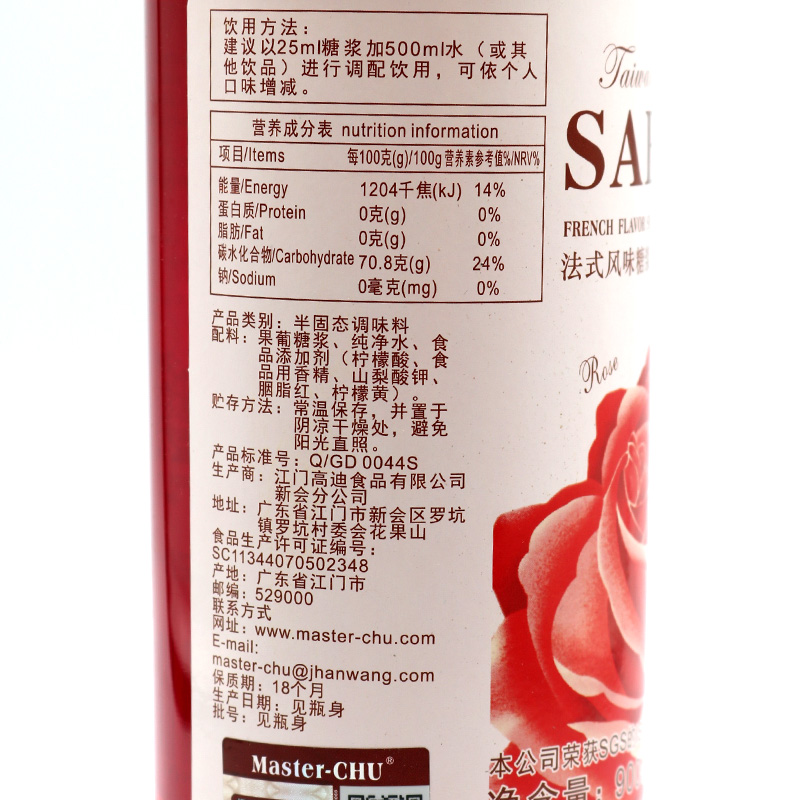 饮用方法：
建议以25ml糖浆加500ml水（或其
他饮品）进行调配饮用，可依个人
口味增减。
营养成分表 nutrition information
项目/Items 每100克(g)/100g 营养素参考值%/NRV%
能量/Energy 1204千焦(kJ) 14%
蛋白质/Protein 0克(g) 0%
脂肪/Fat 0克(g) 0%
碳水化合物/Carbohydrate 70.8克(g) 24%
钠/Sodium 0毫克(mg) 0%
产品类别：半固态调味料
配料：果葡糖浆、纯净水、食
品添加剂（柠檬酸、食
品用香精、山梨酸钾、
胭脂红、柠檬黄）。
贮存方法：常温保存，并置于
阴凉干燥处，避免
阳光直照。
产品标准号：Q/GD 0044S
生产商：江门高迪食品有限公司
新会分公司
地址：广东省江门市新会区罗坑
镇罗坑村委会花果山
食品生产许可证编号：
SC11344070502348
产地：广东省江门市
邮编：529000
联系方式
网址：www.master-chu.com
E-mail:
master-chu@jhanwang.com
保质期：18个月
生产日期：见瓶身
批号：见瓶身
Master-CHU®
FRENCH FLAVOR
法式风味糖
Rose
本公司荣获SGS
净含量：90